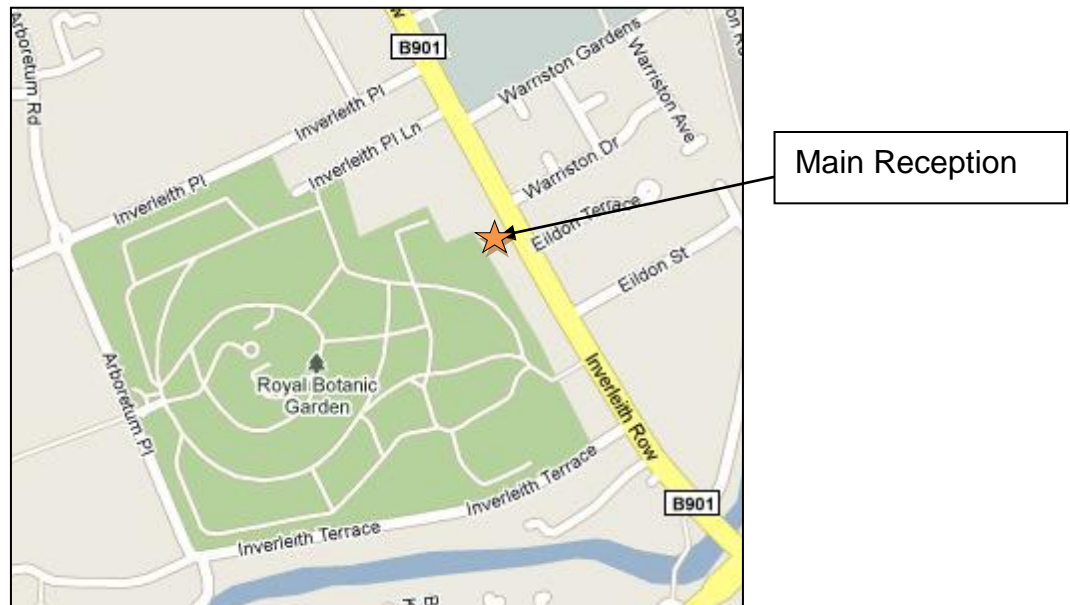 B901
Arboretum Rd
Warriston Gardens
Warriston Ave
Inverleith Pl
Inverleith Pl Ln
Main Reception
Warriston Dr
Inverleith Pl
Eildon Terrace
Eildon St
Royal Botanic
Garden
Arboretum Pl
Inverleith Row
Inverleith Terrace
B901
Inverleith Terrace